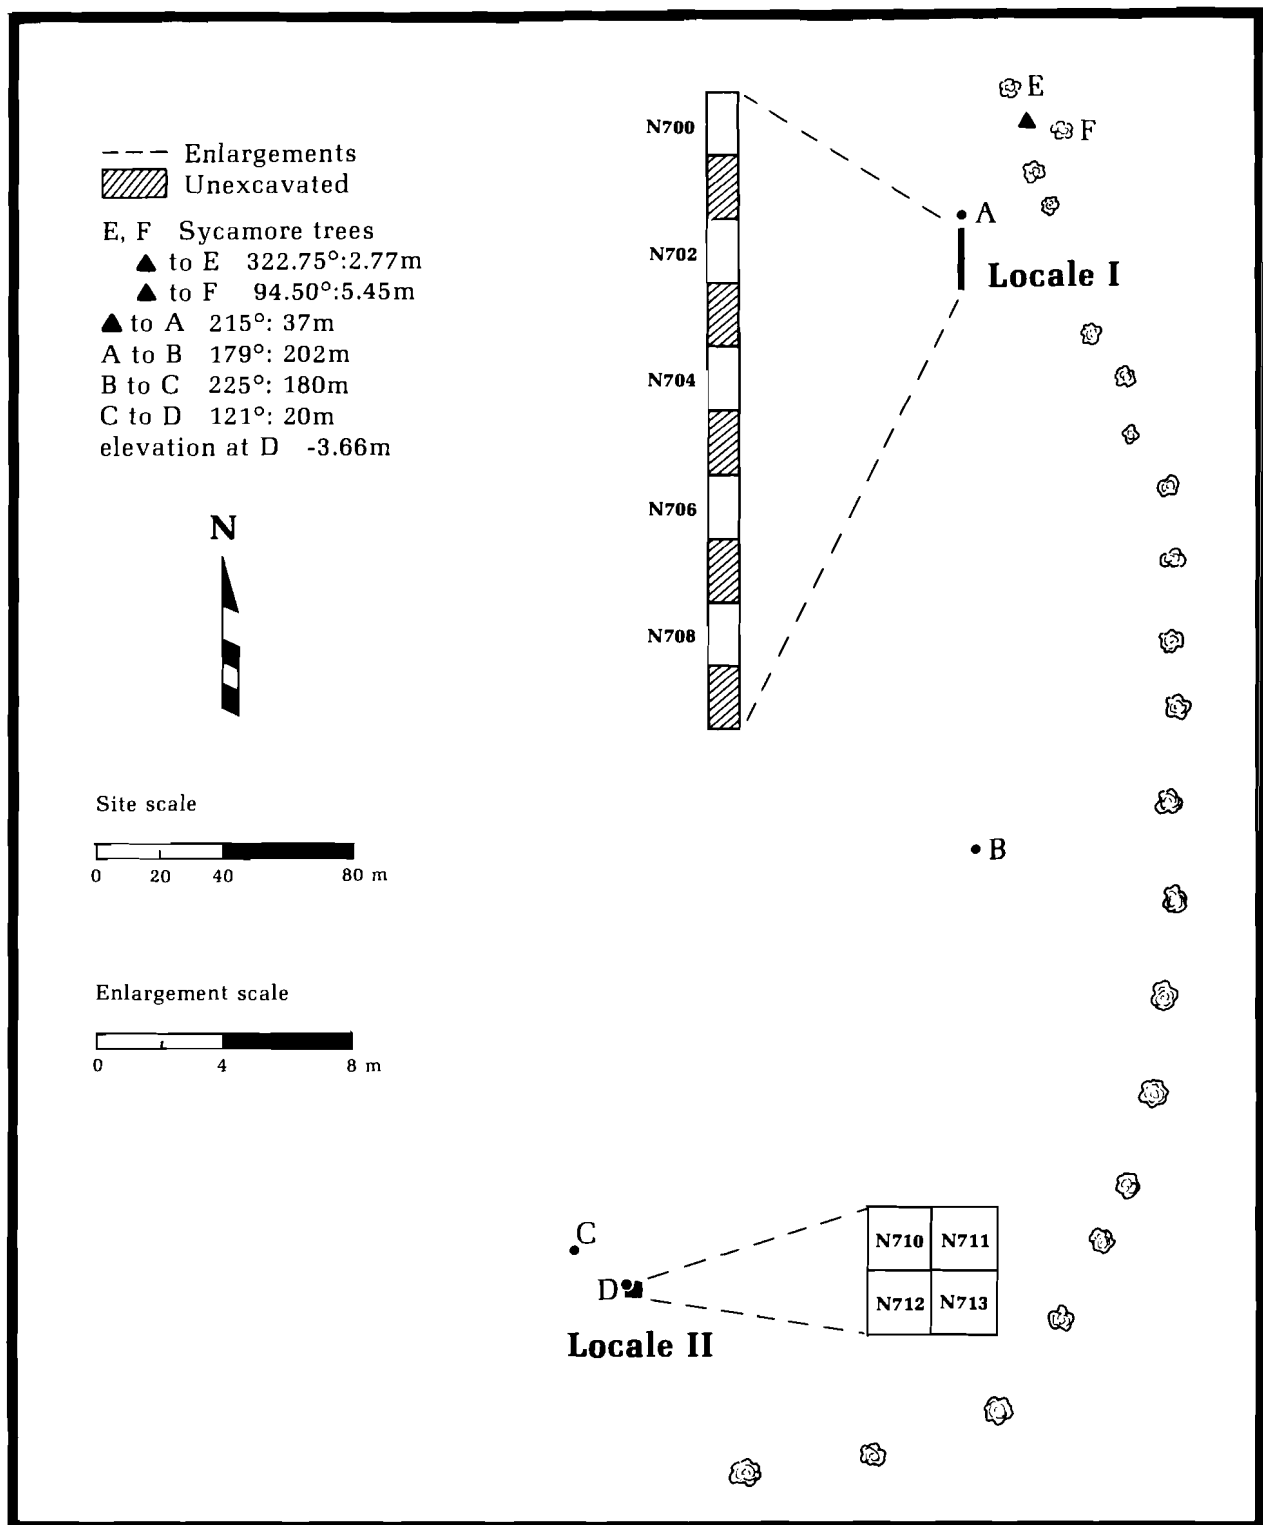 --- Enlargements
Unexcavated
E, F Sycamore trees
▲ to E 322.75°:2.77m
▲ to F 94.50°:5.45m
▲ to A 215°: 37m
A to B 179°: 202m
B to C 225°: 180m
C to D 121°: 20m
elevation at D -3.66m
N
Site scale
0 20 40 80 m
Enlargement scale
0 4 8 m
N700
N702
N704
N706
N708
E
F
A
Locale I
B
C
D
Locale II
N710 N711
N712 N713